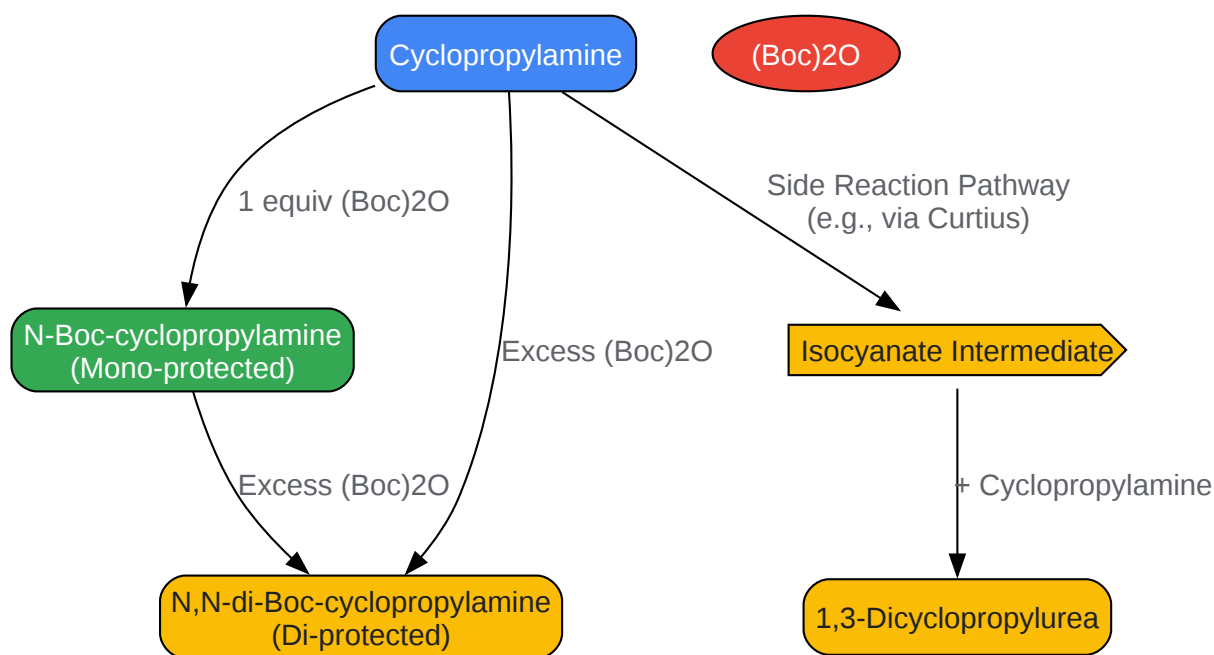 Cyclopropylamine
(Boc)2O
1 equiv (Boc)2O
Side Reaction Pathway
(e.g., via Curtius)
N-Boc-cyclopropylamine
(Mono-protected)
Excess (Boc)2O
Isocyanate Intermediate
Excess (Boc)2O
+ Cyclopropylamine
N,N-di-Boc-cyclopropylamine
(Di-protected)
1,3-Dicyclopropylurea